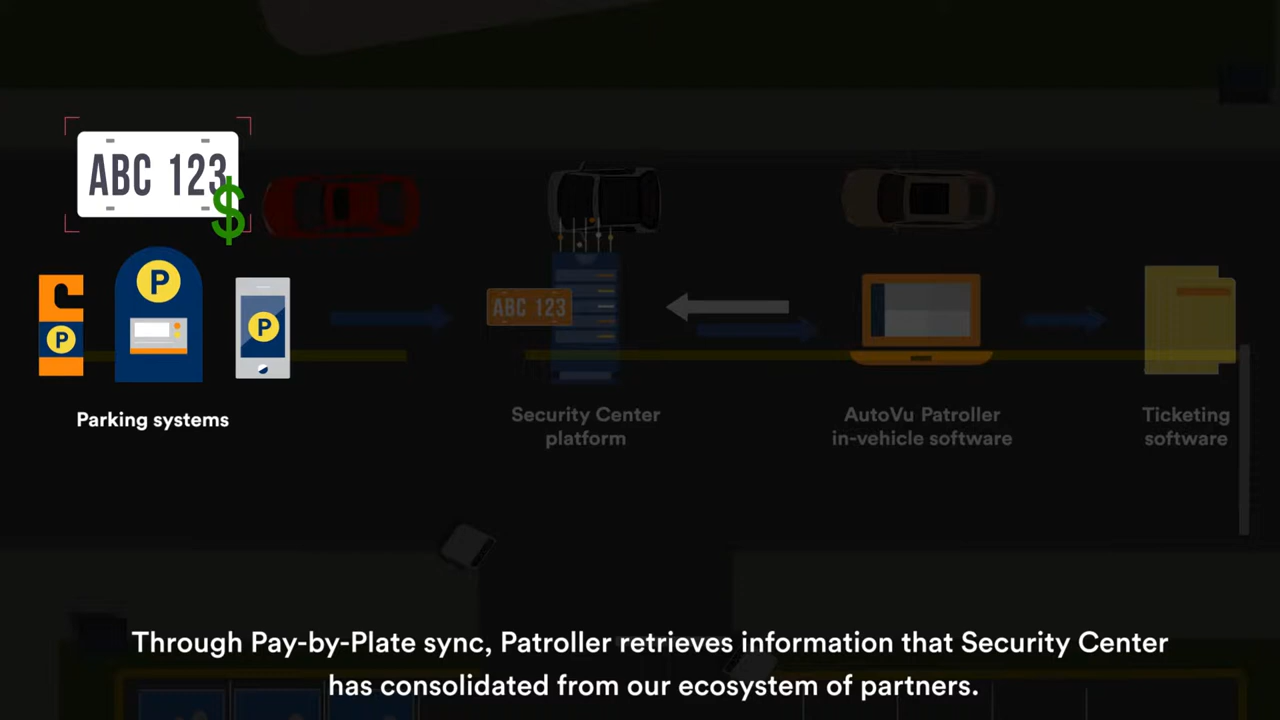 ABC 123
$
P
P
P
ABC 123
Parking systems
Security Center
platform
AutoVu Patroller
in-vehicle software
Ticketing
software
Through Pay-by-Plate sync, Patroller retrieves information that Security Center
has consolidated from our ecosystem of partners.